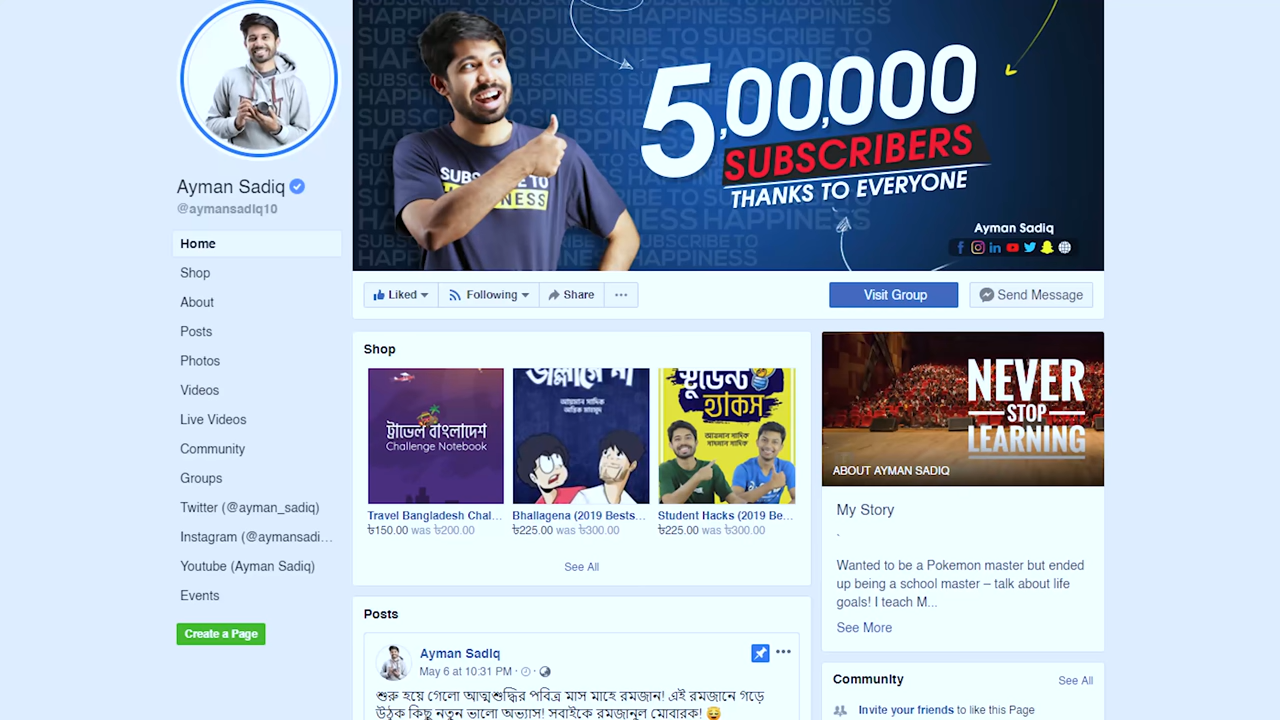 Ayman Sadiq
@aymansadiq10
Home
Shop
About
Posts
Photos
Videos
Live Videos
Community
Groups
Twitter (@ayman_sadiq)
Instagram (@aymansadi...
Youtube (Ayman Sadiq)
Events
Create a Page
SUBSCRIBE TO
HAPPINESS
5,00,000
SUBSCRIBERS
THANKS TO EVERYONE
Ayman Sadiq
Liked
Following
Share
Visit Group
Send Message
Shop
ট্রাভেল বাংলাদেশ
Challenge Notebook
ভাল্লাগে না
আয়মান সাদিক
অন্তিক মাহমুদ
স্টুডেন্ট
হ্যাকস
আয়মান সাদিক
সাদমান সাদিক
Travel Bangladesh Chal...
৳150.00 was ৳200.00
Bhallagena (2019 Bests...
৳225.00 was ৳300.00
Student Hacks (2019 Be...
৳225.00 was ৳300.00
See All
Posts
Ayman Sadiq
May 6 at 10:31 PM
শুরু হয়ে গেলো আত্মশুদ্ধির পবিত্র মাস মাহে রমজান! এই রমজানে গড়ে
উঠুক কিছু নতুন ভালো অভ্যাস! সবাইকে রমজানুল মোবারক! 😌
NEVER
STOP
LEARNING
ABOUT AYMAN SADIQ
My Story
Wanted to be a Pokemon master but ended
up being a school master – talk about life
goals! I teach M...
See More
Community
See All
Invite your friends to like this Page